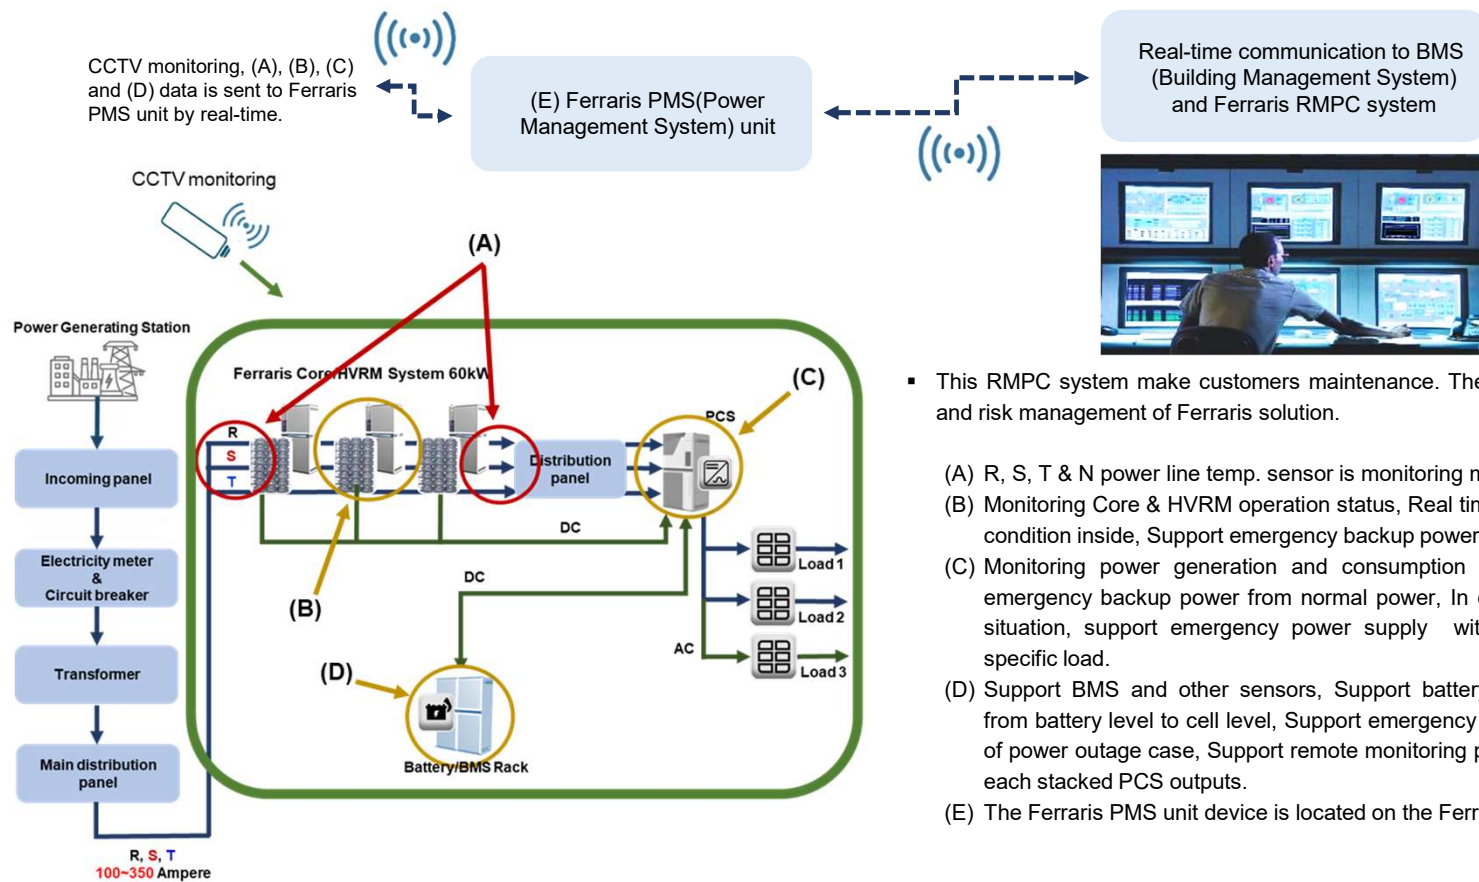 CCTV monitoring, (A), (B), (C)
and (D) data is sent to Ferraris
PMS unit by real-time.
(E) Ferraris PMS(Power
Management System) unit
Real-time communication to BMS
(Building Management System)
and Ferraris RMPC system
CCTV monitoring
(A)
Power Generating Station
Ferraris Core/HVRM System 60kW
(C)
PCS
R
S
T
Incoming panel
Distribution
panel
DC
Electricity meter
&
Circuit breaker
DC
Load 1
(B)
Load 2
AC
Transformer
(D)
Load 3
Main distribution
panel
Battery/BMS Rack
R, S, T
100~350 Ampere
▪ This RMPC system make customers maintenance. The
and risk management of Ferraris solution.
(A) R, S, T & N power line temp. sensor is monitoring
(B) Monitoring Core & HVRM operation status, Real
condition inside, Support emergency backup power
(C) Monitoring power generation and consumption
emergency backup power from normal power, In
situation, support emergency power supply
specific load.
(D) Support BMS and other sensors, Support
from battery level to cell level, Support emergency
of power outage case, Support remote monitoring
each stacked PCS outputs.
(E) The Ferraris PMS unit device is located on the